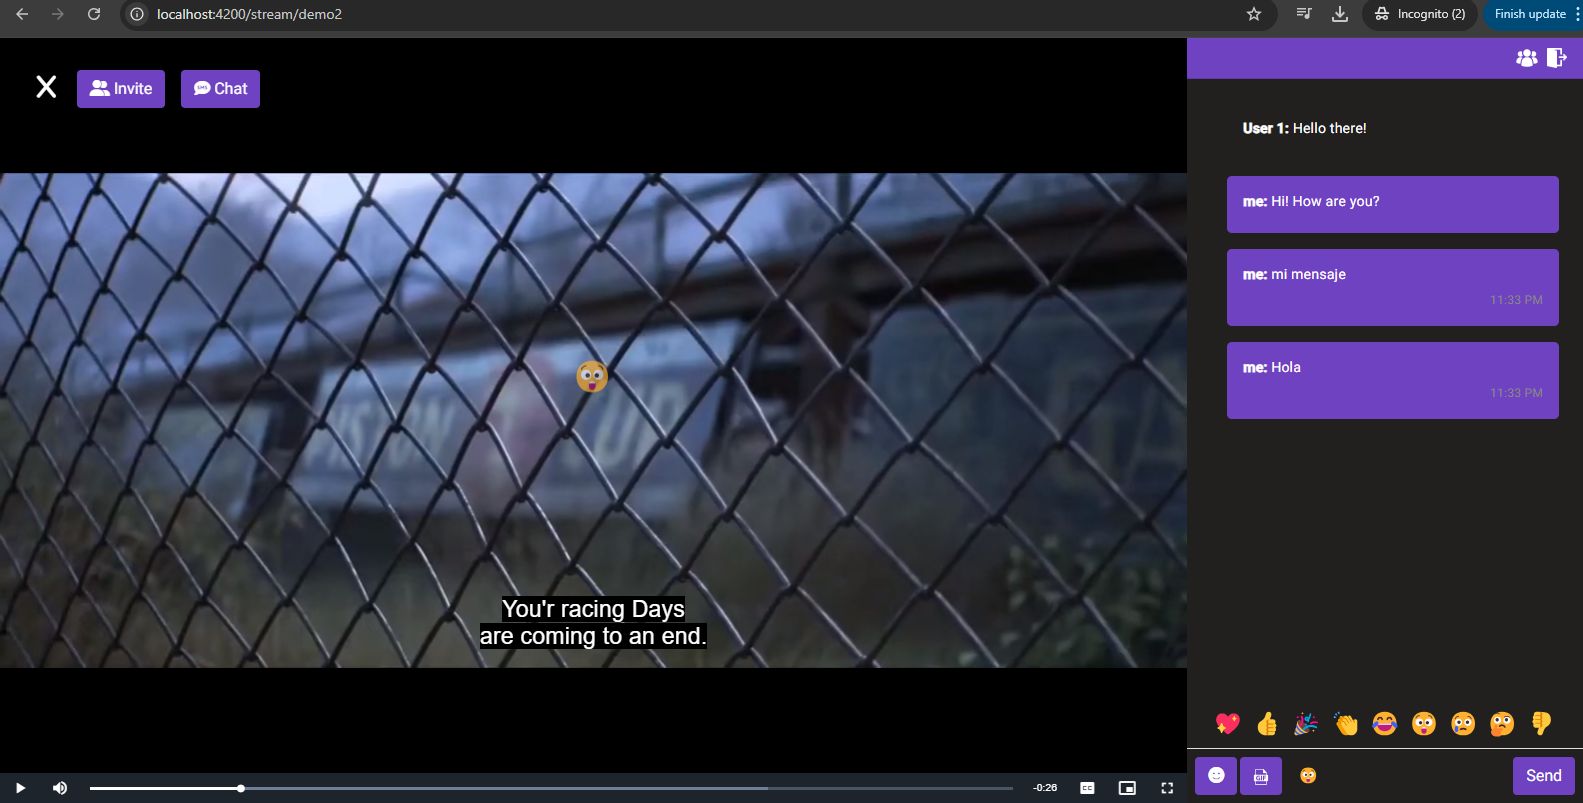 localhost:4200/stream/demo2
Incognito (2)
Finish update
Invite
Chat
User 1: Hello there!
me: Hi! How are you?
me: mi mensaje
11:33 PM
me: Hola
11:33 PM
You'r racing Days
are coming to an end.
-0:26
CC
GIF
Send